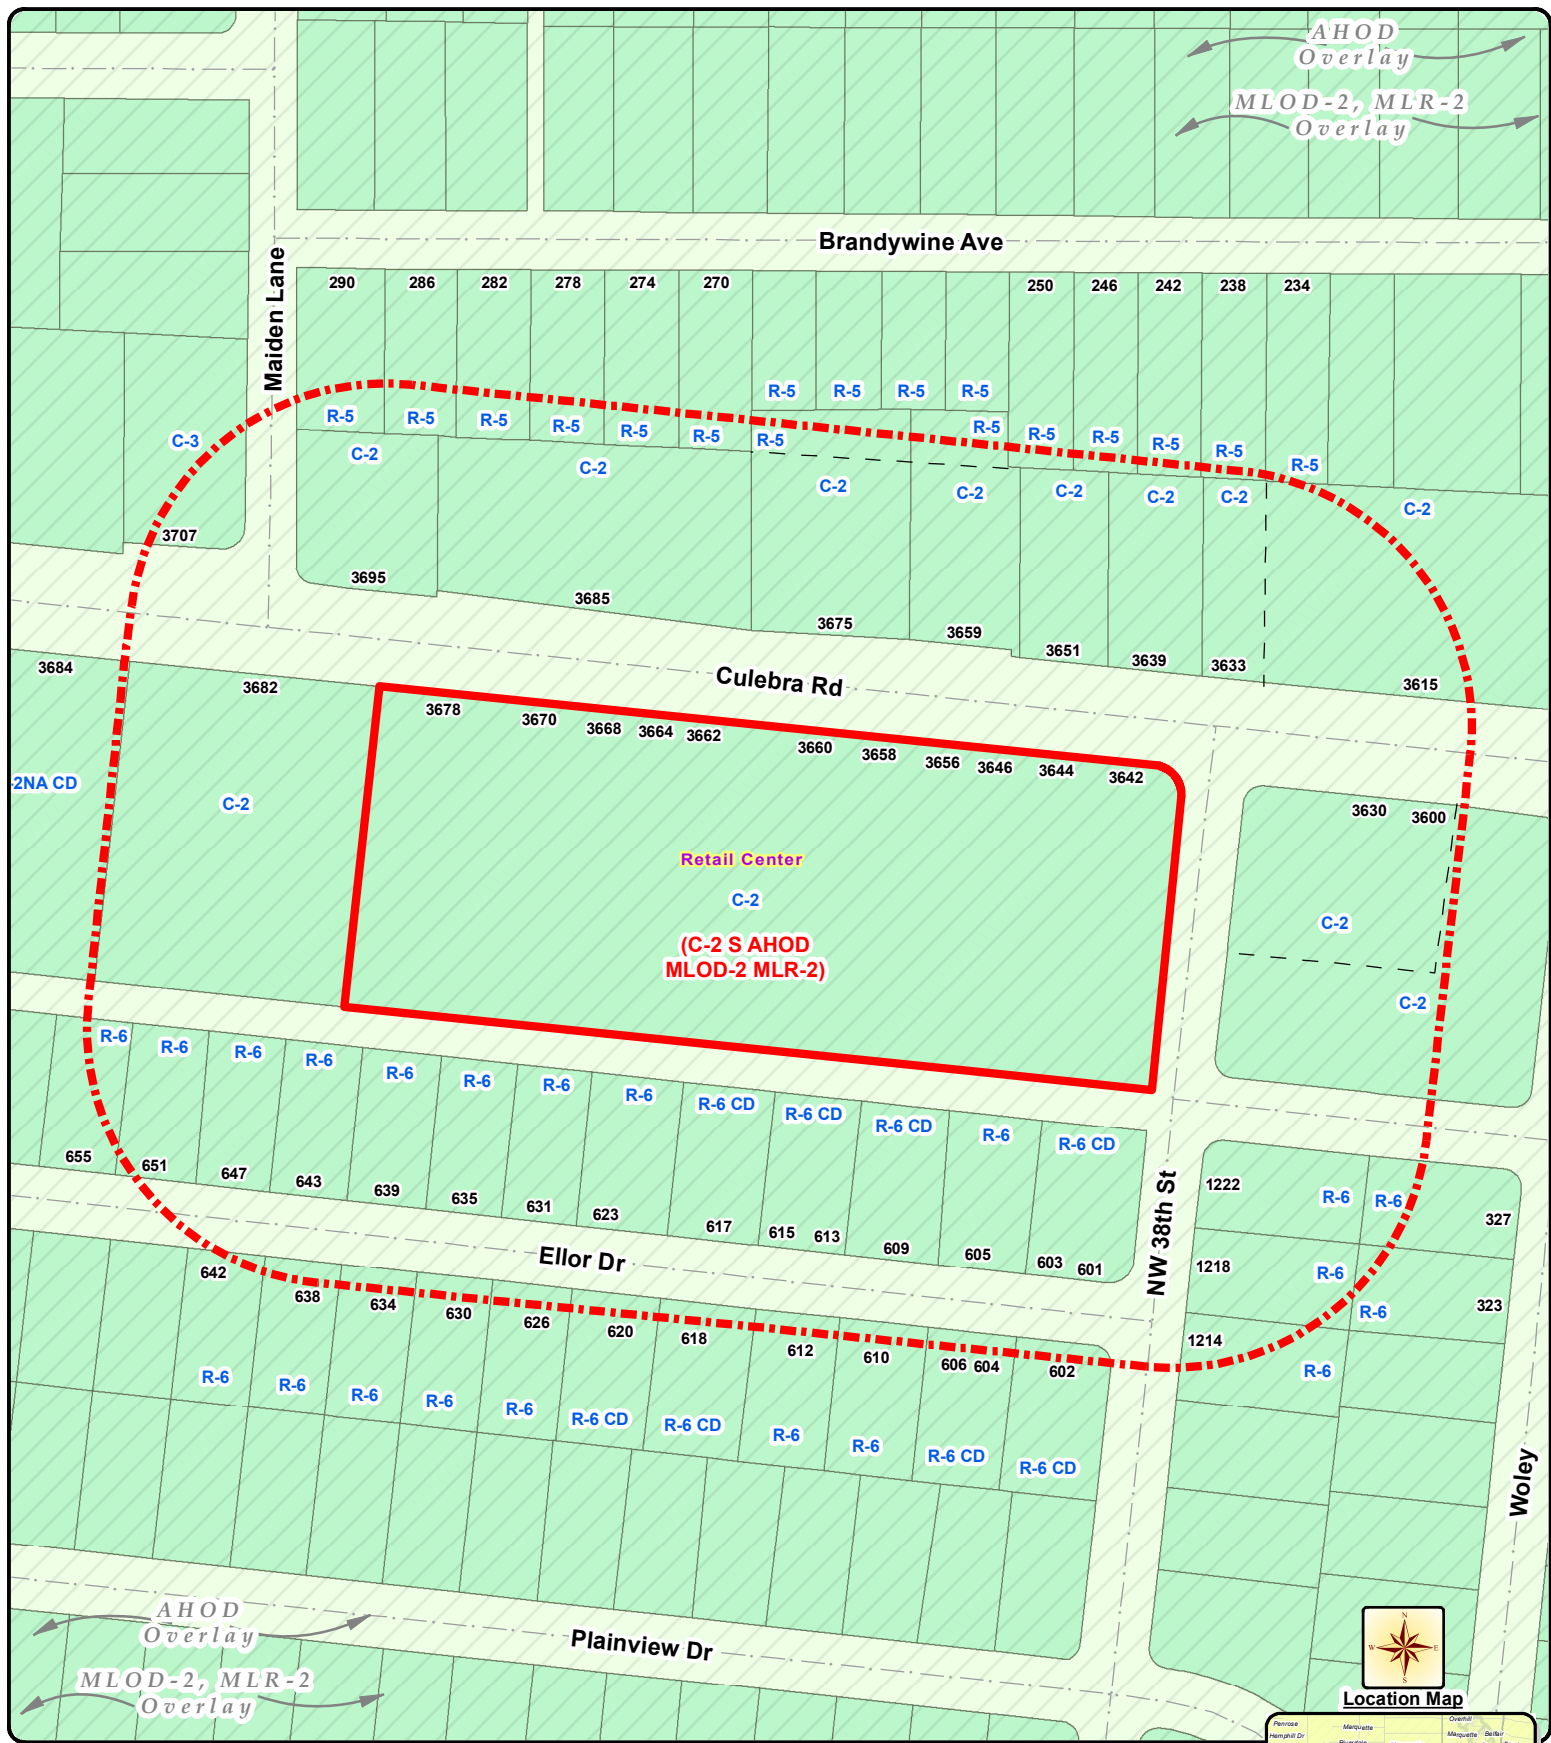 AHOD
Overlay
MLOD-2, MLR-2
Overlay
Brandywine Ave
Maiden Lane
290 286 282 278 274 270 250 246 242 238 234
R-5 R-5 R-5 R-5
R-5 R-5 R-5 R-5 R-5 R-5 R-5 R-5 R-5 R-5 R-5 R-5 R-5
C-3
C-2 C-2 C-2 C-2 C-2 C-2 C-2 C-2
3707
3695 3685 3675 3659 3651 3639 3633 3615
Culebra Rd
3684 3682
3678 3670 3668 3664 3662 3660 3658 3656 3646 3644 3642
3630 3600
-2NA CD
C-2
Retail Center
C-2
(C-2 S AHOD
MLOD-2 MLR-2)
C-2
C-2
R-6 R-6 R-6 R-6 R-6 R-6 R-6 R-6 R-6 CD R-6 CD R-6 CD R-6 R-6 CD
655 651 647 643 639 635 631 623 617 615 613 609 605 603 601
Ellor Dr
NW 38th St
1222 R-6 R-6 327
1218 R-6 323
R-6
1214
R-6
642 638 634 630 626 620 618 612 610 606 604 602
R-6 R-6 R-6 R-6 R-6 R-6 CD R-6 CD R-6 R-6 R-6 CD R-6 CD
Woley
AHOD
Overlay
MLOD-2, MLR-2
Overlay
Plainview Dr
N
W E
S
Location Map
Penrose Marquette Overhill
Hemphill Dr Marquette Belfair